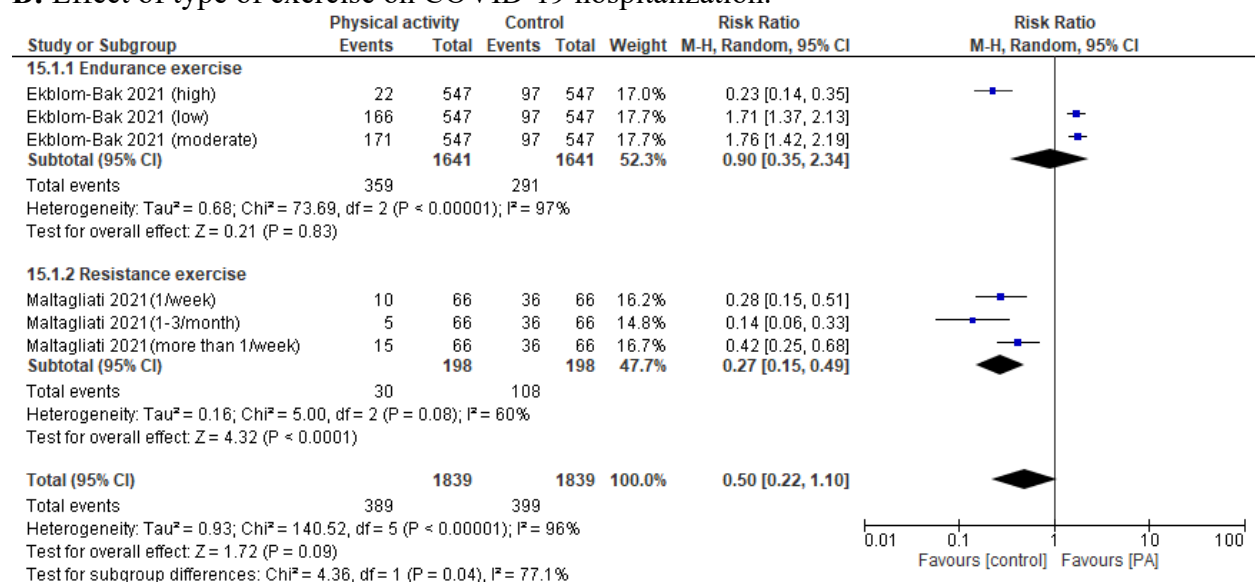 B. Effect of type of exercise on COVID-19 hospitalization.
Physical activity Control Risk Ratio Risk Ratio
Study or Subgroup Events Total Events Total Weight M-H, Random, 95% CI M-H, Random, 95% CI
15.1.1 Endurance exercise
Ekblom-Bak 2021 (high) 22 547 97 547 17.0% 0.23 [0.14, 0.35]
Ekblom-Bak 2021 (low) 166 547 97 547 17.7% 1.71 [1.37, 2.13]
Ekblom-Bak 2021 (moderate) 171 547 97 547 17.7% 1.76 [1.42, 2.19]
Subtotal (95% CI) 1641 1641 52.3% 0.90 [0.35, 2.34]
Total events 359 291
Heterogeneity: Tau² = 0.68; Chi² = 73.69, df = 2 (P < 0.00001); I² = 97%
Test for overall effect: Z = 0.21 (P = 0.83)
15.1.2 Resistance exercise
Maltagliati 2021(1/week) 10 66 36 66 16.2% 0.28 [0.15, 0.51]
Maltagliati 2021(1-3/month) 5 66 36 66 14.8% 0.14 [0.06, 0.33]
Maltagliati 2021(more than 1/week) 15 66 36 66 16.7% 0.42 [0.25, 0.68]
Subtotal (95% CI) 198 198 47.7% 0.27 [0.15, 0.49]
Total events 30 108
Heterogeneity: Tau² = 0.16; Chi² = 5.00, df = 2 (P = 0.08); I² = 60%
Test for overall effect: Z = 4.32 (P < 0.0001)
Total (95% CI) 1839 1839 100.0% 0.50 [0.22, 1.10]
Total events 389 399
Heterogeneity: Tau² = 0.93; Chi² = 140.52, df = 5 (P < 0.00001); I² = 96%
Test for overall effect: Z = 1.72 (P = 0.09)
Test for subgroup differences: Chi² = 4.36, df = 1 (P = 0.04), I² = 77.1%
0.01 0.1 1 10 100
Favours [control] Favours [PA]